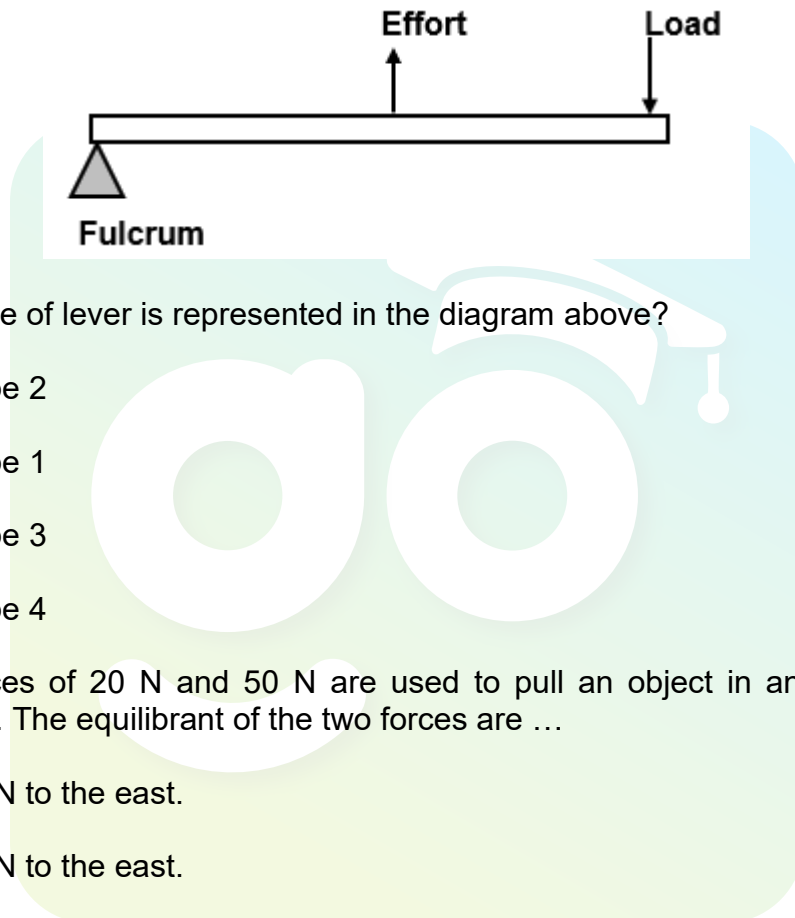 Effort Load
Fulcrum
of lever is represented in the diagram above?
2
1
3
4
of 20 N and 50 N are used to pull an object in
The equilibrant of the two forces are …
N to the east.
N to the east.